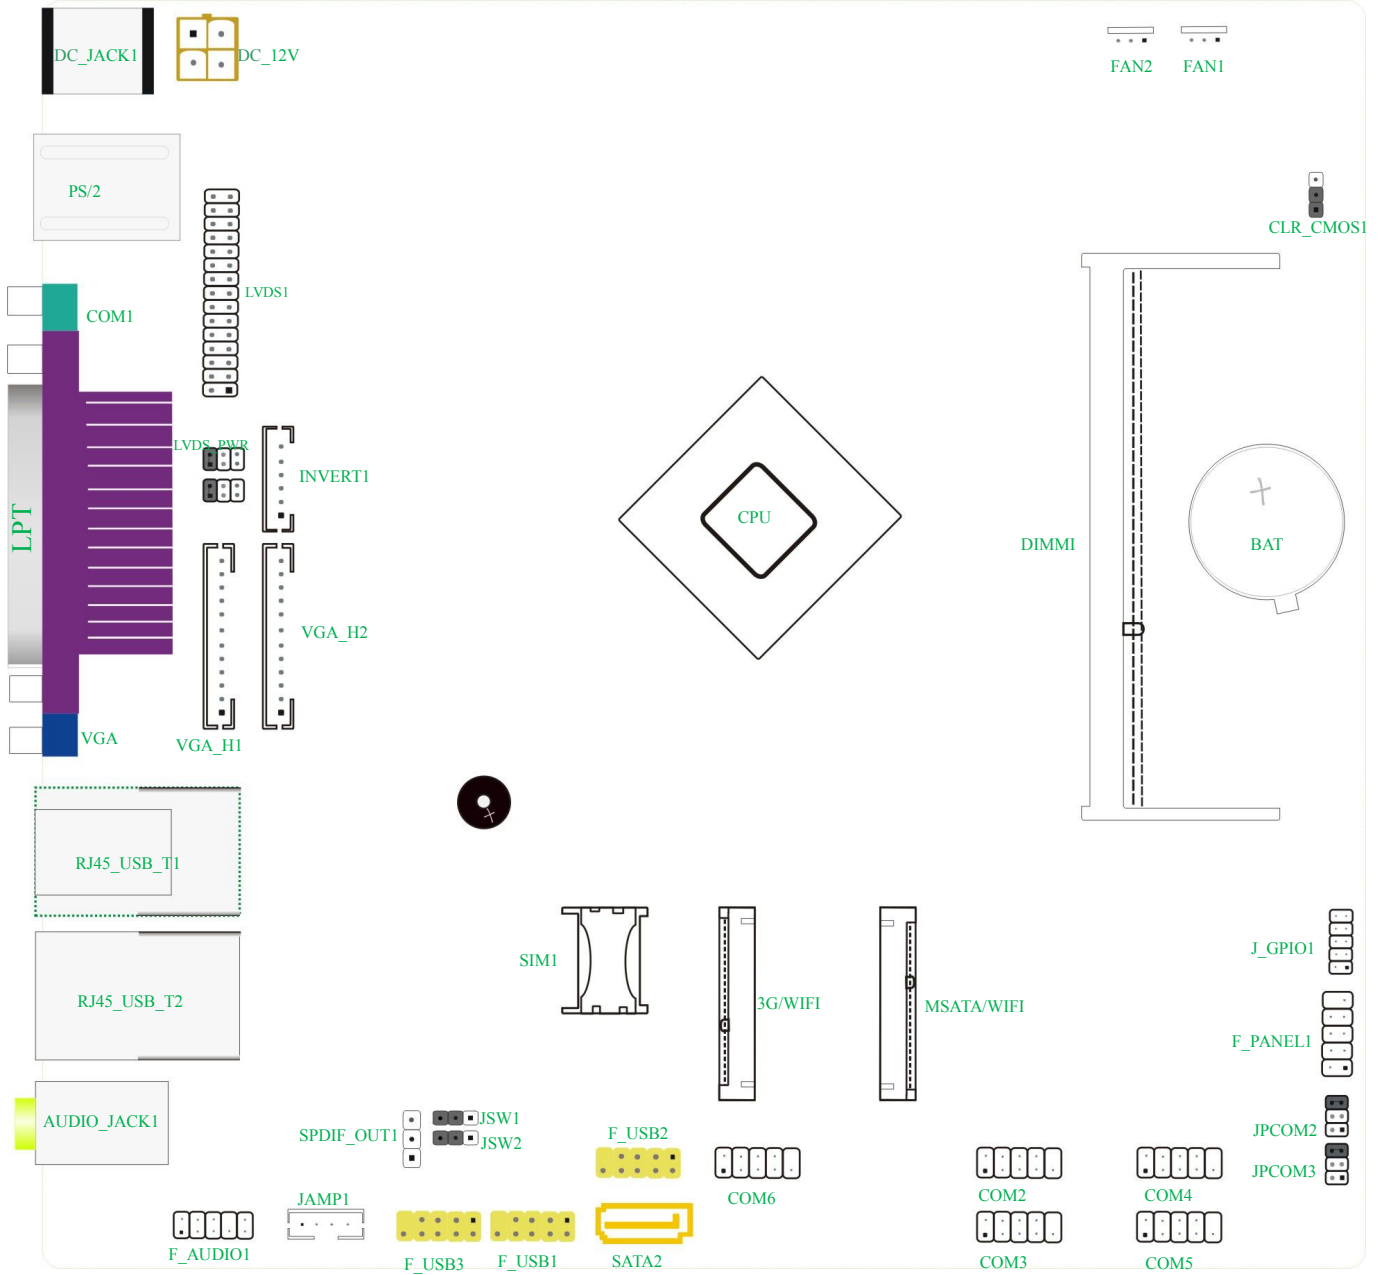 DC_JACK1
DC_12V
FAN2
FAN1
PS/2
CLR_CMOS1
LVDS1
COM1
LVDS_PWR
INVERT1
LPT
CPU
DIMMI
BAT
VGA_H2
VGA
VGA_H1
RJ45_USB_T1
J_GPIO1
SIM1
RJ45_USB_T2
3G/WIFI
MSATA/WIFI
F_PANEL1
AUDIO_JACK1
SPDIF_OUT1
JSW1
JSW2
F_USB2
JPCOM2
JPCOM3
JAMP1
COM6
COM2
COM4
F_AUDIO1
F_USB3
F_USB1
SATA2
COM3
COM5